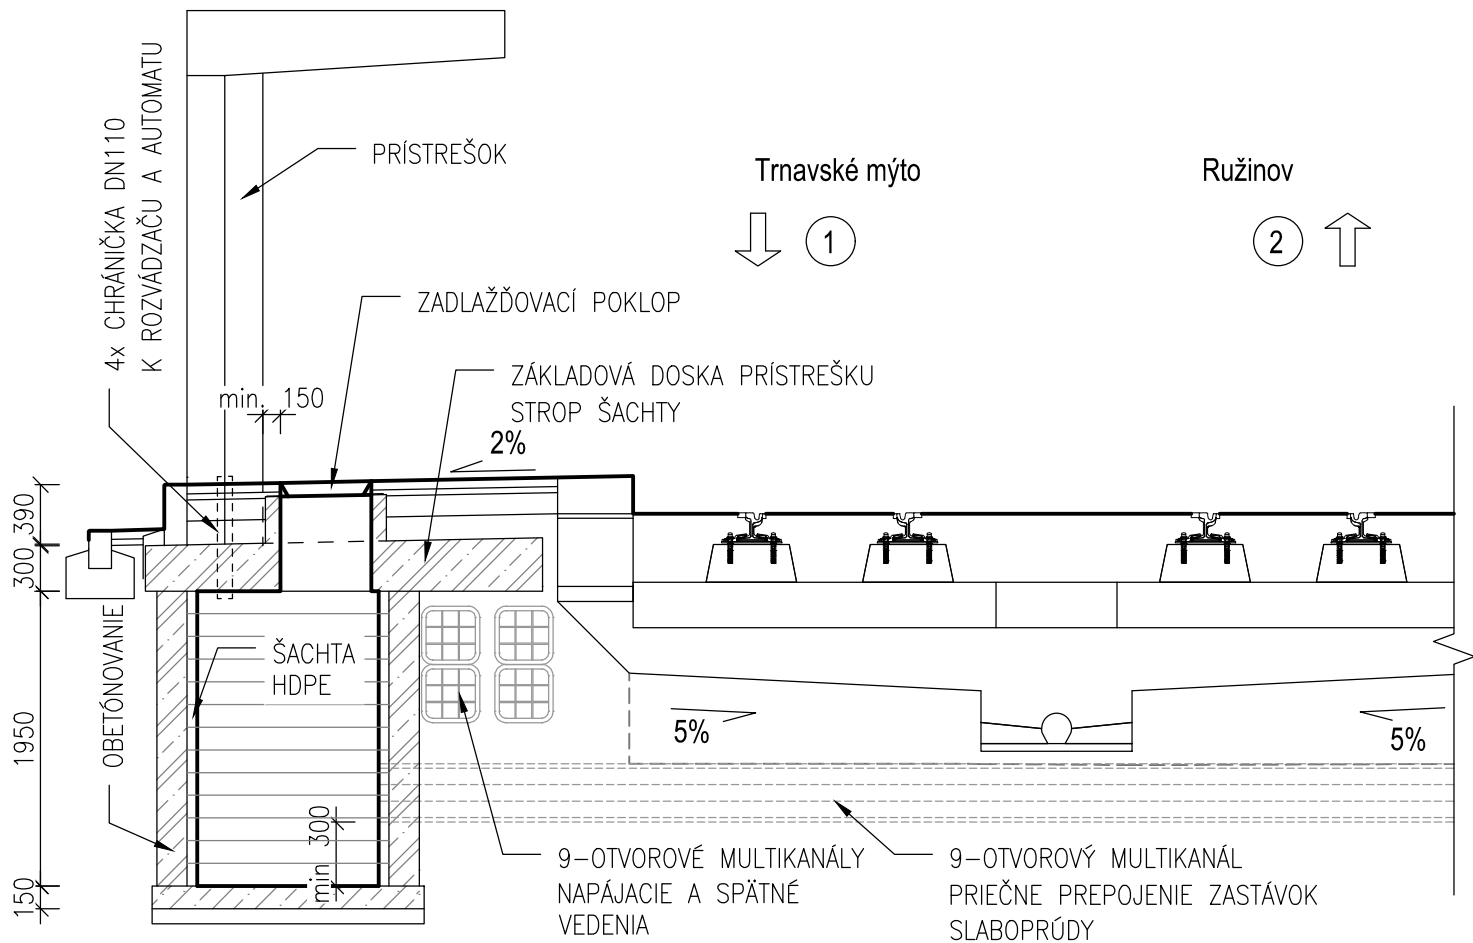 4x CHRÁNIČKA DN110
K ROZVÁDZAČU A AUTOMATU
PRÍSTREŠOK
Trnavské mýto
1
Ružinov
2
ZADLAŽĎOVACÍ POKLOP
ZÁKLADOVÁ DOSKA PRÍSTREŠKU
STROP ŠACHTY
min. 150
2%
390
300
1950
150
OBETÓNOVANIE
ŠACHTA
HDPE
min 300
5%
5%
9-OTVOROVÉ MULTIKANÁLY
NAPÁJACIE A SPÄTNÉ
VEDENIA
9-OTVOROVÝ MULTIKANÁL
PRIEČNE PREPOJENIE ZASTÁVOK
SLABOPRÚDY